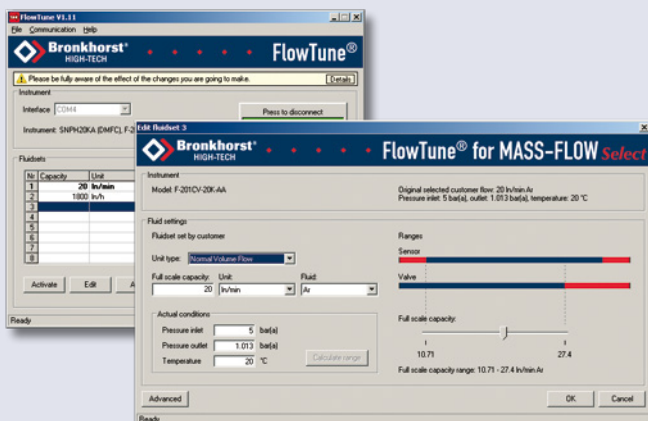 FlowTune V1.11
File Communication Help
Bronkhorst®
HIGH-TECH
FlowTune®
Please be fully aware of the effect of the changes you are going to make.
Details
Instrument
Interface COM4
Press to disconnect
Instrument: SNPH20KA (DMFC), F-2
Fluidsets
Nr Capacity Unit
1 20 ln/min
2 1800 ln/h
3
4
5
6
7
8
Activate Edit A
Ready
Edit fluidset 3
Bronkhorst®
HIGH-TECH
FlowTune® for MASS-FLOW Select
Instrument
Model: F-201CV-20K-AA
Original selected customer flow: 20 ln/min Ar
Pressure inlet: 5 bar(a), outlet: 1.013 bar(a), temperature: 20 °C
Fluid settings
Fluidset set by customer
Unit type: Normal Volume Flow
Full scale capacity: Unit: Fluid:
20 ln/min Ar
Actual conditions
Pressure inlet 5 bar(a)
Pressure outlet 1.013 bar(a)
Temperature 20 °C
Calculate range
Ranges
Sensor
Valve
Full scale capacity:
10.71 27.4
Full scale capacity range: 10.71 - 27.4 ln/min Ar
Advanced
OK Cancel
Ready